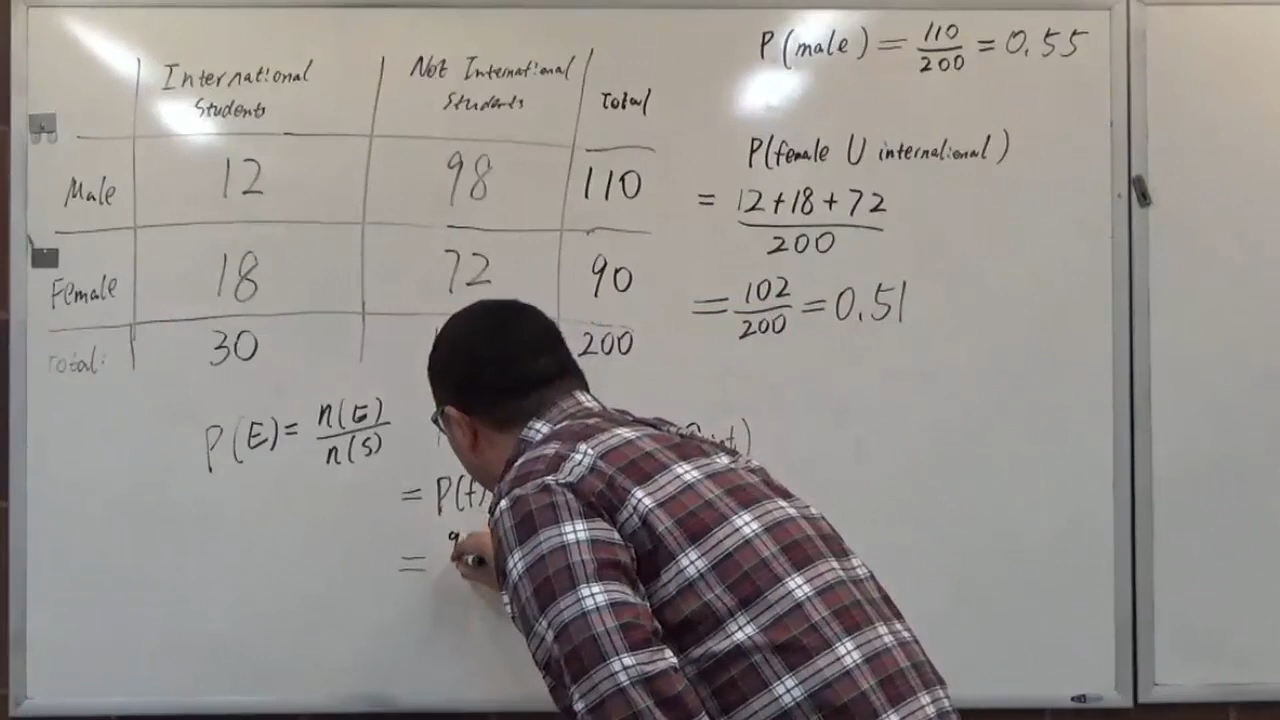 International Students Not International Students Total
Male 12 98 110
Female 18 72 90
Total: 30 200
P(E) = n(E)/n(S)
= P(f)
=
P(male) = 110/200 = 0.55
P(female U international)
= 12+18+72/200
= 102/200 = 0.51